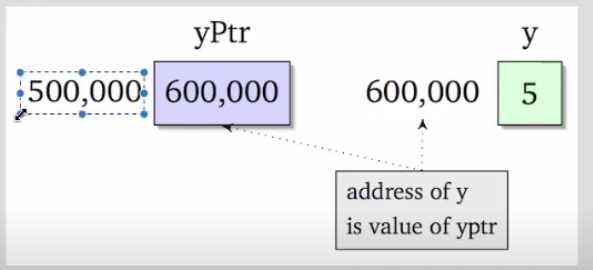 yPtr y
500,000 600,000 600,000 5
address of y
is value of yptr